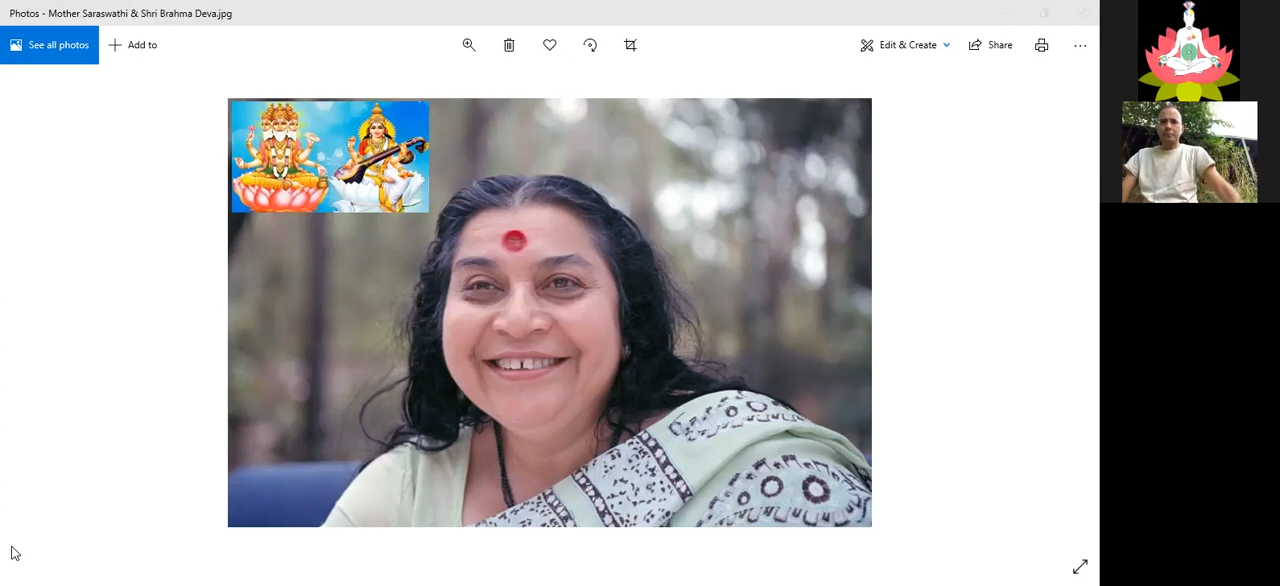 Photos - Mother Saraswathi & Shri Brahma Deva.jpg
See all photos
Add to
Edit & Create
Share